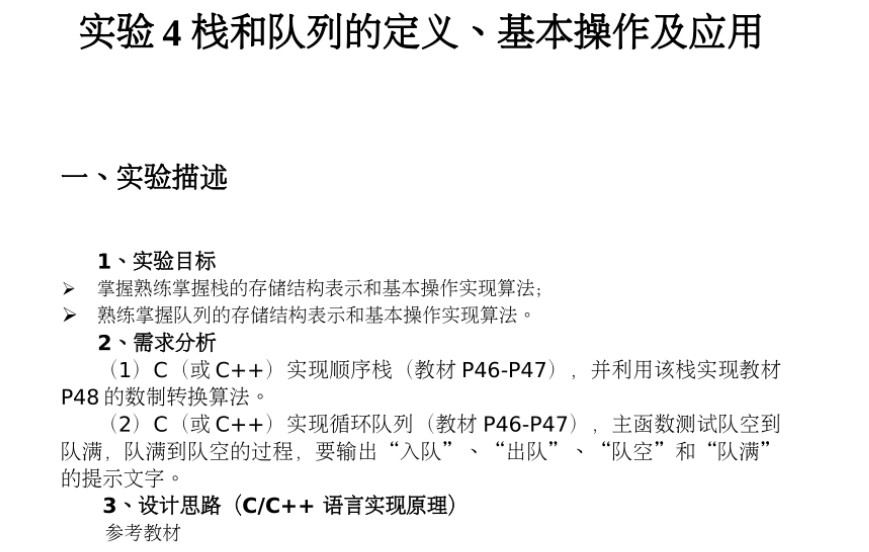 实验 4 栈和队列的定义、基本操作及应用
一、实验描述
1、实验目标
➢ 掌握熟练掌握栈的存储结构表示和基本操作实现算法;
➢ 熟练掌握队列的存储结构表示和基本操作实现算法。
2、需求分析
（1）C（或 C++）实现顺序栈（教材 P46-P47），并利用该栈实现教材
P48 的数制转换算法。
（2）C（或 C++）实现循环队列（教材 P46-P47），主函数测试队空到
队满，队满到队空的过程，要输出“入队”、“出队”、“队空”和“队满”
的提示文字。
3、设计思路（C/C++ 语言实现原理）
参考教材